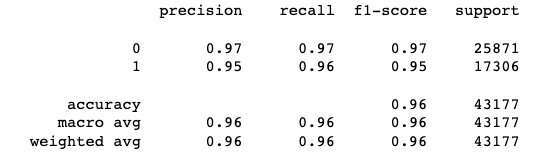 precision recall f1-score support
0 0.97 0.97 0.97 25871
1 0.95 0.96 0.95 17306
accuracy 0.96 43177
macro avg 0.96 0.96 0.96 43177
weighted avg 0.96 0.96 0.96 43177